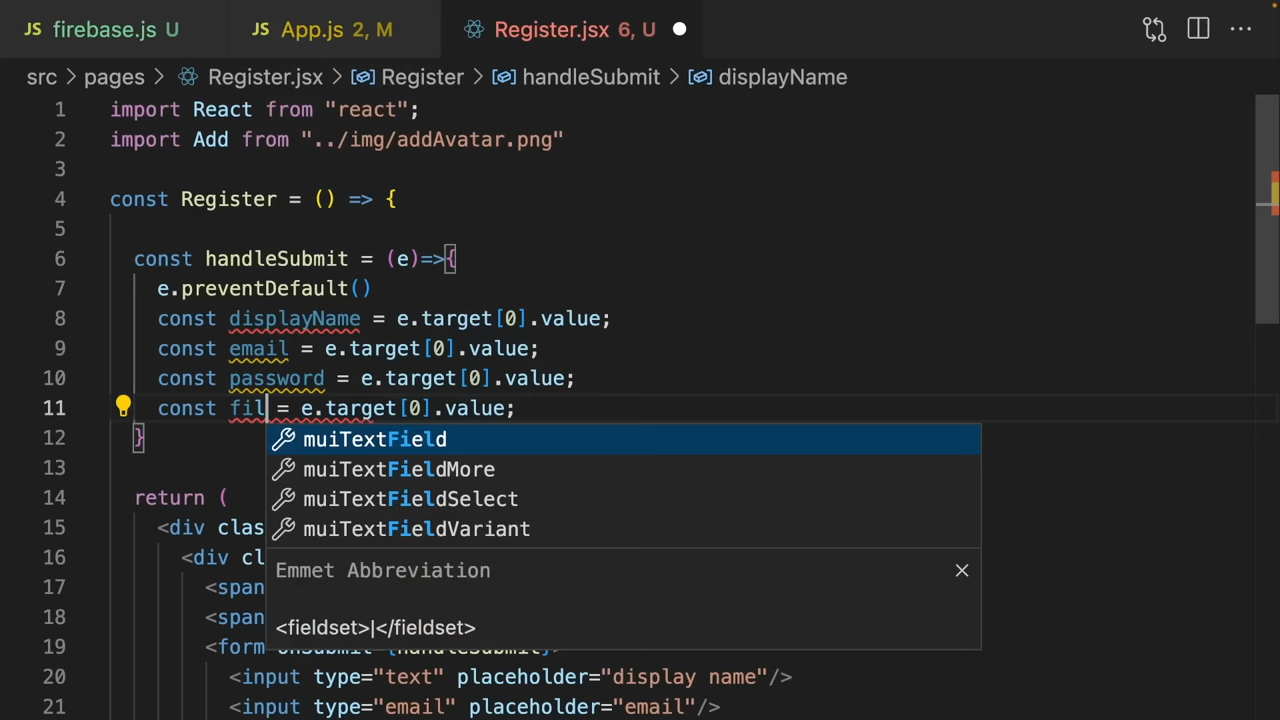 JS firebase.js U JS App.js 2, M Register.jsx 6, U
src > pages > Register.jsx > Register > handleSubmit > displayName
1 import React from "react";
2 import Add from "../img/addAvatar.png"
3
4 const Register = () => {
5
6 const handleSubmit = (e)=>{
7 e.preventDefault()
8 const displayName = e.target[0].value;
9 const email = e.target[0].value;
10 const password = e.target[0].value;
11 const fil = e.target[0].value;
12 }
muiTextField
13
muiTextFieldMore
14 return (
muiTextFieldSelect
15 <div clas
muiTextFieldVariant
16 <div cl
Emmet Abbreviation
17 <span
18 <span
<fieldset>|</fieldset>
19 <form onSubmit={handleSubmit}>
20 <input type="text" placeholder="display name"/>
21 <input type="email" placeholder="email"/>